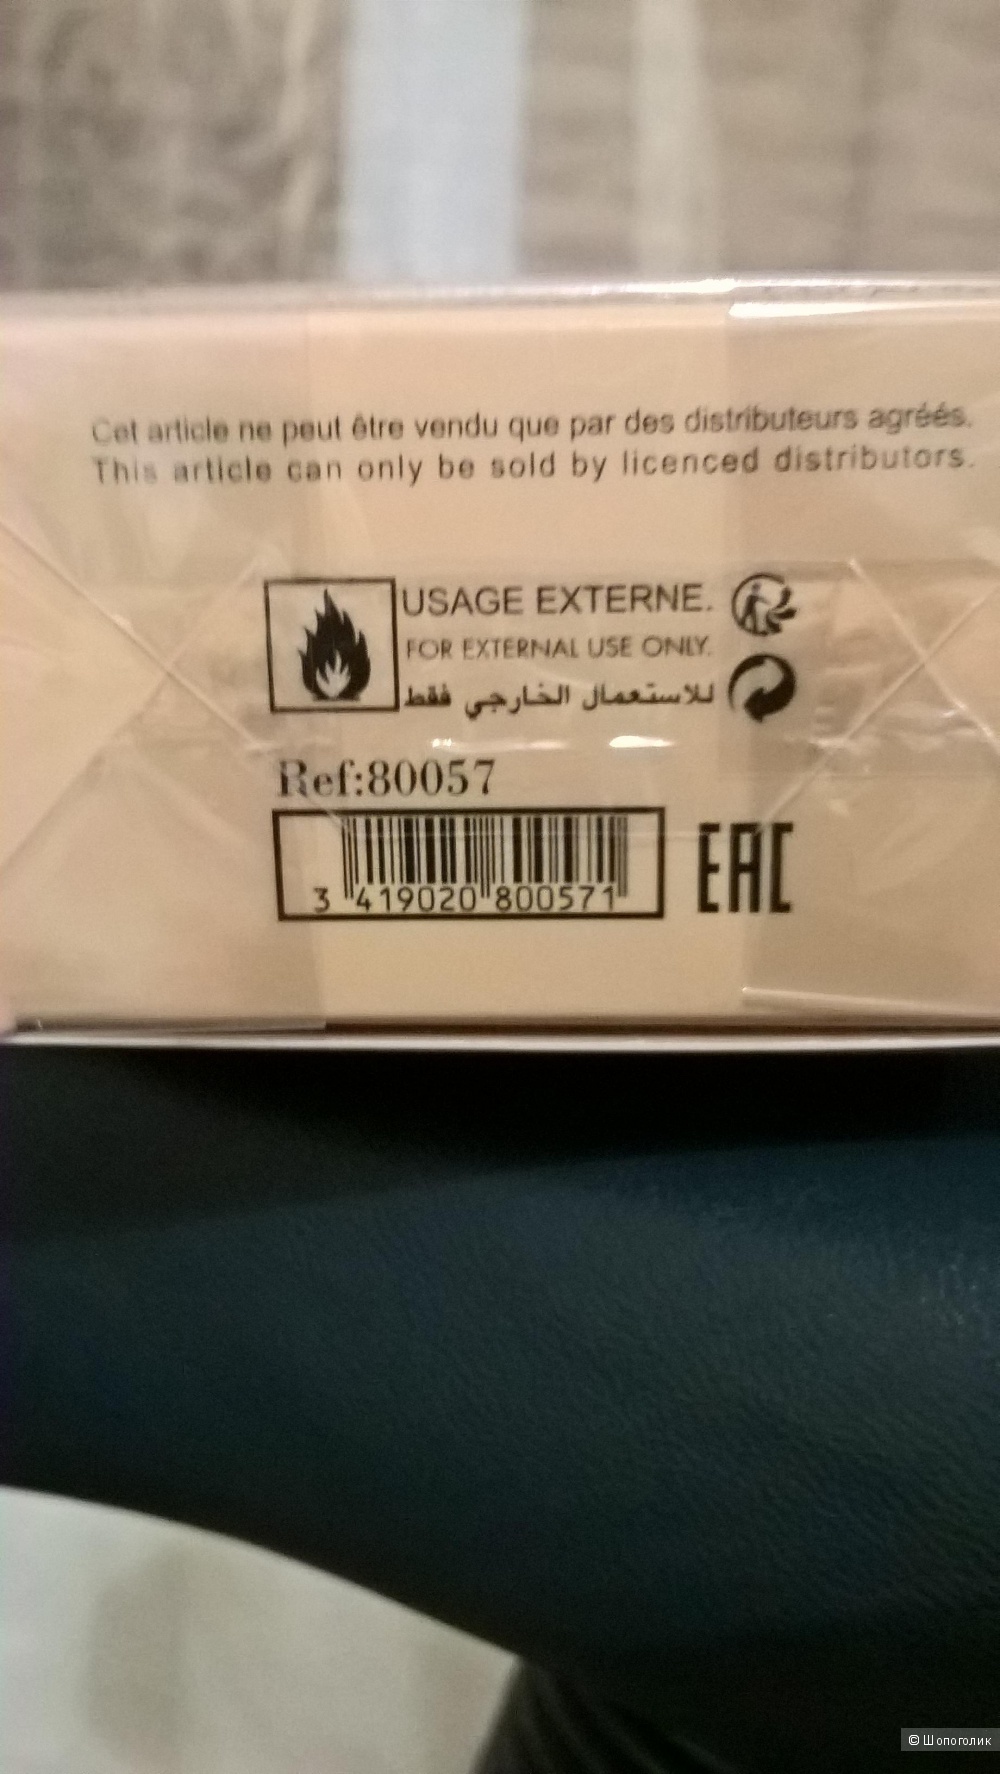 Cet article ne peut être vendu que par des distributeurs agréés.
This article can only be sold by licenced distributors.
USAGE EXTERNE.
FOR EXTERNAL USE ONLY.
للاستعمال الخارجي فقط
Ref:80057
3 419020 800571
EAC
© Шопоголик